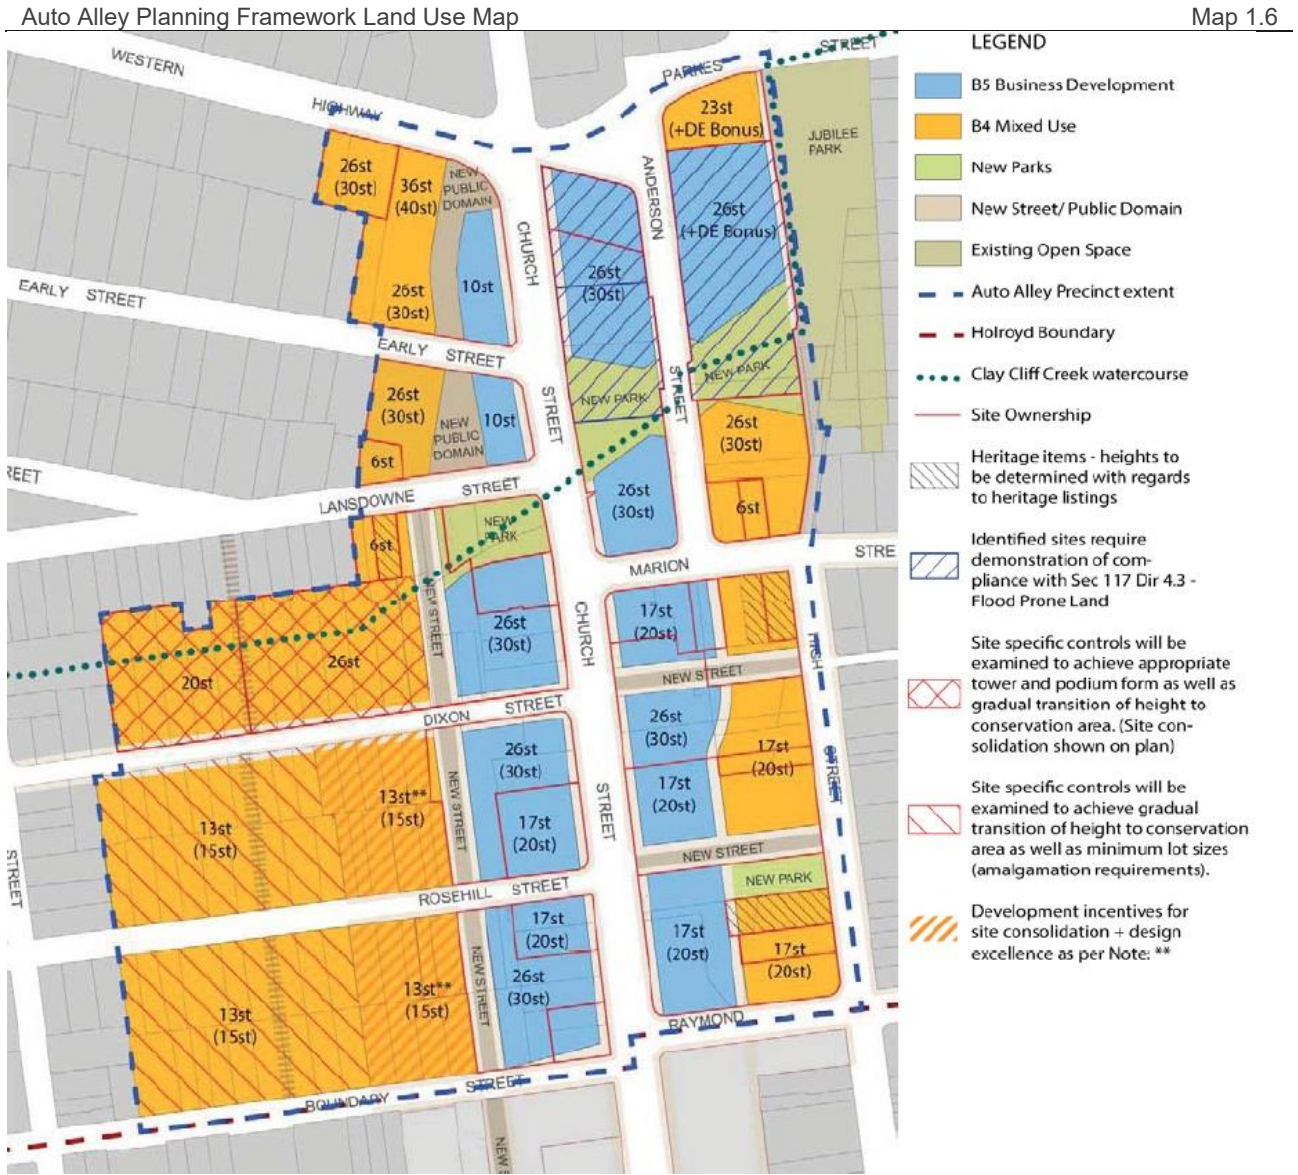 Auto Alley Planning Framework Land Use Map
Map 1.6
WESTERN
HIGHWAY
PARKES
STREET
23st
(+DE Bonus)
JUBILEE
PARK
26st
(30st)
36st
(40st)
NEW
PUBLIC
DOMAIN
CHURCH
ANDERSON
26st
(+DE Bonus)
26st
(30st)
10st
26st
(30st)
EARLY STREET
EARLY STREET
STREET
NEW PARK
STREET
NEW PARK
26st
(30st)
NEW
PUBLIC
DOMAIN
10st
26st
(30st)
6st
LANSDOWNE
STREET
26st
(30st)
6st
6st
NEW
PARK
MARION
STRE
NEW STREET
26st
(30st)
CHURCH
17st
(20st)
HIGH
20st
26st
NEW STREET
DIXON
STREET
26st
(30st)
26st
(30st)
17st
(20st)
STREET
13st**
(15st)
NEW STREET
STREET
17st
(20st)
13st
(15st)
17st
(20st)
NEW STREET
STREET
ROSEHILL STREET
NEW PARK
17st
(20st)
17st
(20st)
17st
(20st)
13st**
(15st)
NEW STREET
26st
(30st)
13st
(15st)
RAYMOND
BOUNDARY
STREET
NEW S
REET
LEGEND
B5 Business Development
B4 Mixed Use
New Parks
New Street/ Public Domain
Existing Open Space
Auto Alley Precinct extent
Holroyd Boundary
Clay Cliff Creek watercourse
Site Ownership
Heritage items - heights to
be determined with regards
to heritage listings
Identified sites require
demonstration of com-
pliance with Sec 117 Dir 4.3 -
Flood Prone Land
Site specific controls will be
examined to achieve appropriate
tower and podium form as well as
gradual transition of height to
conservation area. (Site con-
solidation shown on plan)
Site specific controls will be
examined to achieve gradual
transition of height to conservation
area as well as minimum lot sizes
(amalgamation requirements).
Development incentives for
site consolidation + design
excellence as per Note: **